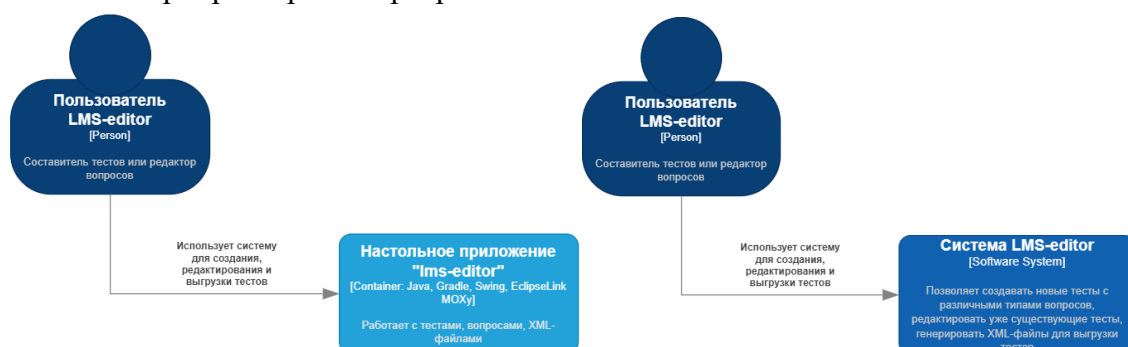 Пользователь
LMS-editor
[Person]
Составитель тестов или редактор
вопросов
Использует систему
для создания,
редактирования и
выгрузки тестов
Настольное приложение
"lms-editor"
[Container: Java, Gradle, Swing, EclipseLink
MOXy]
Работает с тестами, вопросами, XML-
файлами
Пользователь
LMS-editor
[Person]
Составитель тестов или редактор
вопросов
Использует систему
для создания,
редактирования и
выгрузки тестов
Система LMS-editor
[Software System]
Позволяет создавать новые тесты с
различными типами вопросов,
редактировать уже существующие тесты,
генерировать XML-файлы для выгрузки
тестов